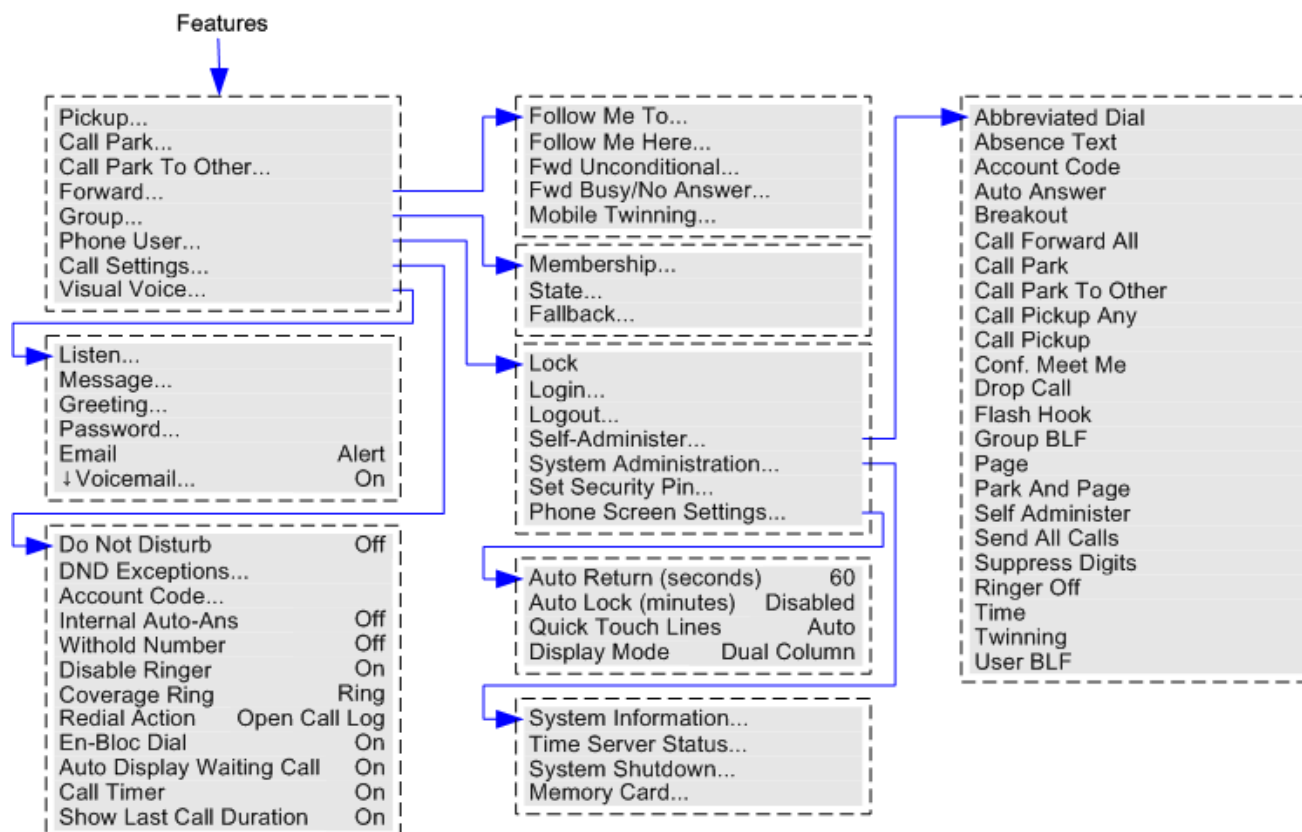 Features
Pickup...
Call Park...
Call Park To Other...
Forward...
Group...
Phone User...
Call Settings...
Visual Voice...
Listen...
Message...
Greeting...
Password...
Email Alert
↓Voicemail... On
Do Not Disturb Off
DND Exceptions...
Account Code...
Internal Auto-Ans Off
Withold Number Off
Disable Ringer On
Coverage Ring Ring
Redial Action Open Call Log
En-Bloc Dial On
Auto Display Waiting Call On
Call Timer On
Show Last Call Duration On
Follow Me To...
Follow Me Here...
Fwd Unconditional...
Fwd Busy/No Answer...
Mobile Twinning...
Membership...
State...
Fallback...
Lock
Login...
Logout...
Self-Administer...
System Administration...
Set Security Pin...
Phone Screen Settings...
Auto Return (seconds) 60
Auto Lock (minutes) Disabled
Quick Touch Lines Auto
Display Mode Dual Column
System Information...
Time Server Status...
System Shutdown...
Memory Card...
Abbreviated Dial
Absence Text
Account Code
Auto Answer
Breakout
Call Forward All
Call Park
Call Park To Other
Call Pickup Any
Call Pickup
Conf. Meet Me
Drop Call
Flash Hook
Group BLF
Page
Park And Page
Self Administer
Send All Calls
Suppress Digits
Ringer Off
Time
Twinning
User BLF